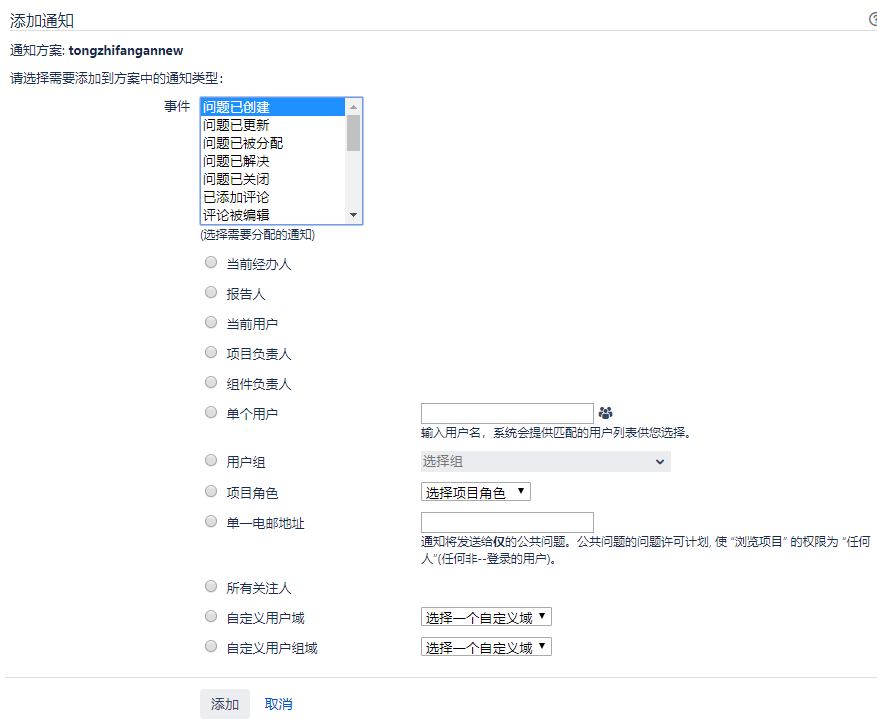 添加通知
通知方案: tongzhifangannew
请选择需要添加到方案中的通知类型:
事件
问题已创建
问题已更新
问题已被分配
问题已解决
问题已关闭
已添加评论
评论被编辑
(选择需要分配的通知)
当前经办人
报告人
当前用户
项目负责人
组件负责人
单个用户
输入用户名，系统会提供匹配的用户列表供您选择。
用户组 选择组
项目角色 选择项目角色
单一电邮地址
通知将发送给仅的公共问题。公共问题的问题许可计划, 使 “浏览项目” 的权限为 “任何
人”(任何非--登录的用户)。
所有关注人
自定义用户域 选择一个自定义域
自定义用户组域 选择一个自定义域
添加 取消